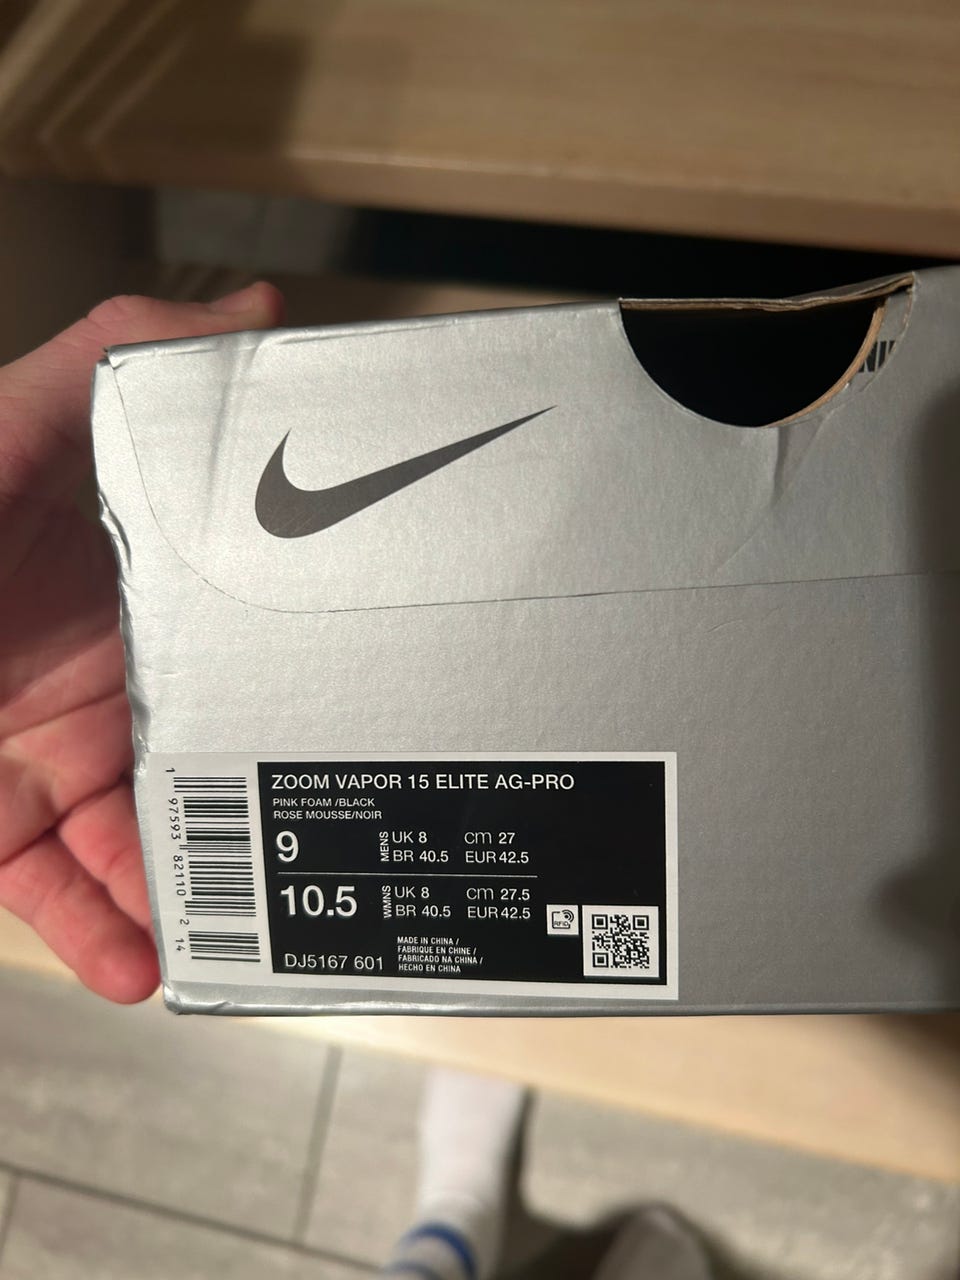 ZOOM VAPOR 15 ELITE AG-PRO
PINK FOAM /BLACK
ROSE MOUSSE/NOIR
9 MENS UK 8 cm 27
BR 40.5 EUR 42.5
10.5 WMNS UK 8 cm 27.5
BR 40.5 EUR 42.5
RFID
DJ5167 601
MADE IN CHINA /
FABRIQUE EN CHINE /
FABRICADO NA CHINA /
HECHO EN CHINA
1 97593 82110 2 14